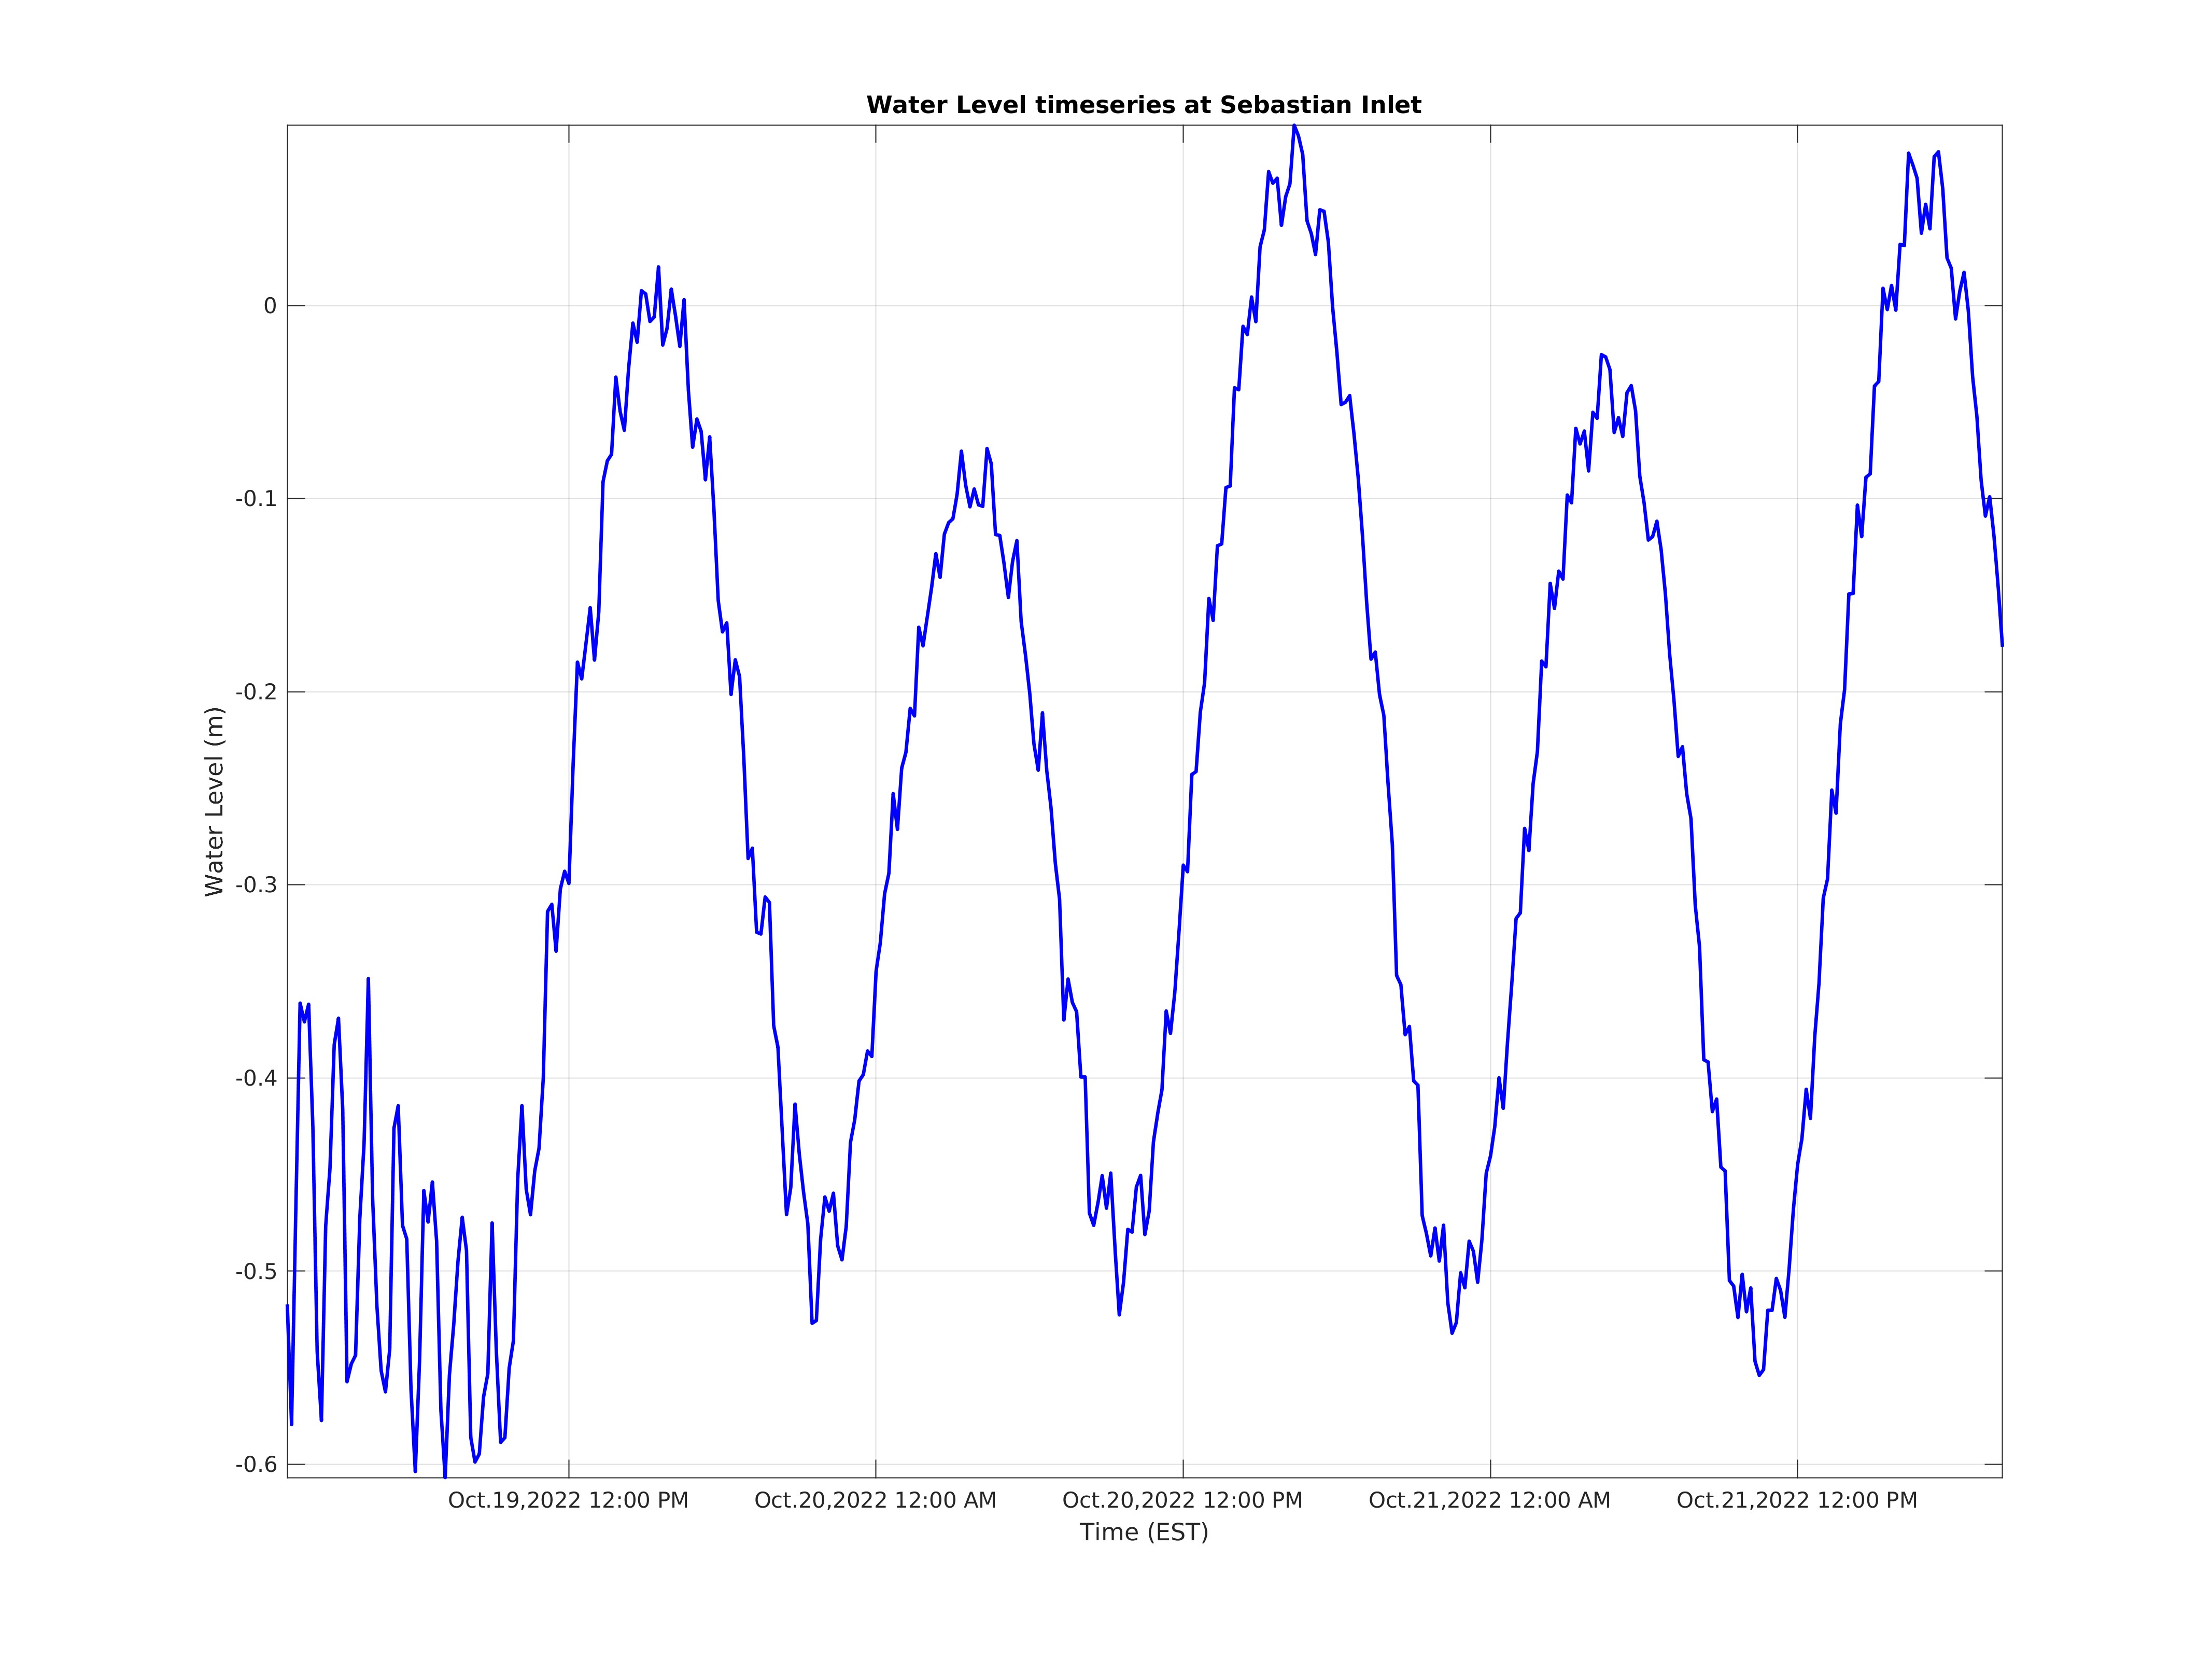 Water Level timeseries at Sebastian Inlet
0
-0.1
-0.2
-0.3
-0.4
-0.5
-0.6
Water Level (m)
Oct.19,2022 12:00 PM
Oct.20,2022 12:00 AM
Oct.20,2022 12:00 PM
Oct.21,2022 12:00 AM
Oct.21,2022 12:00 PM
Time (EST)